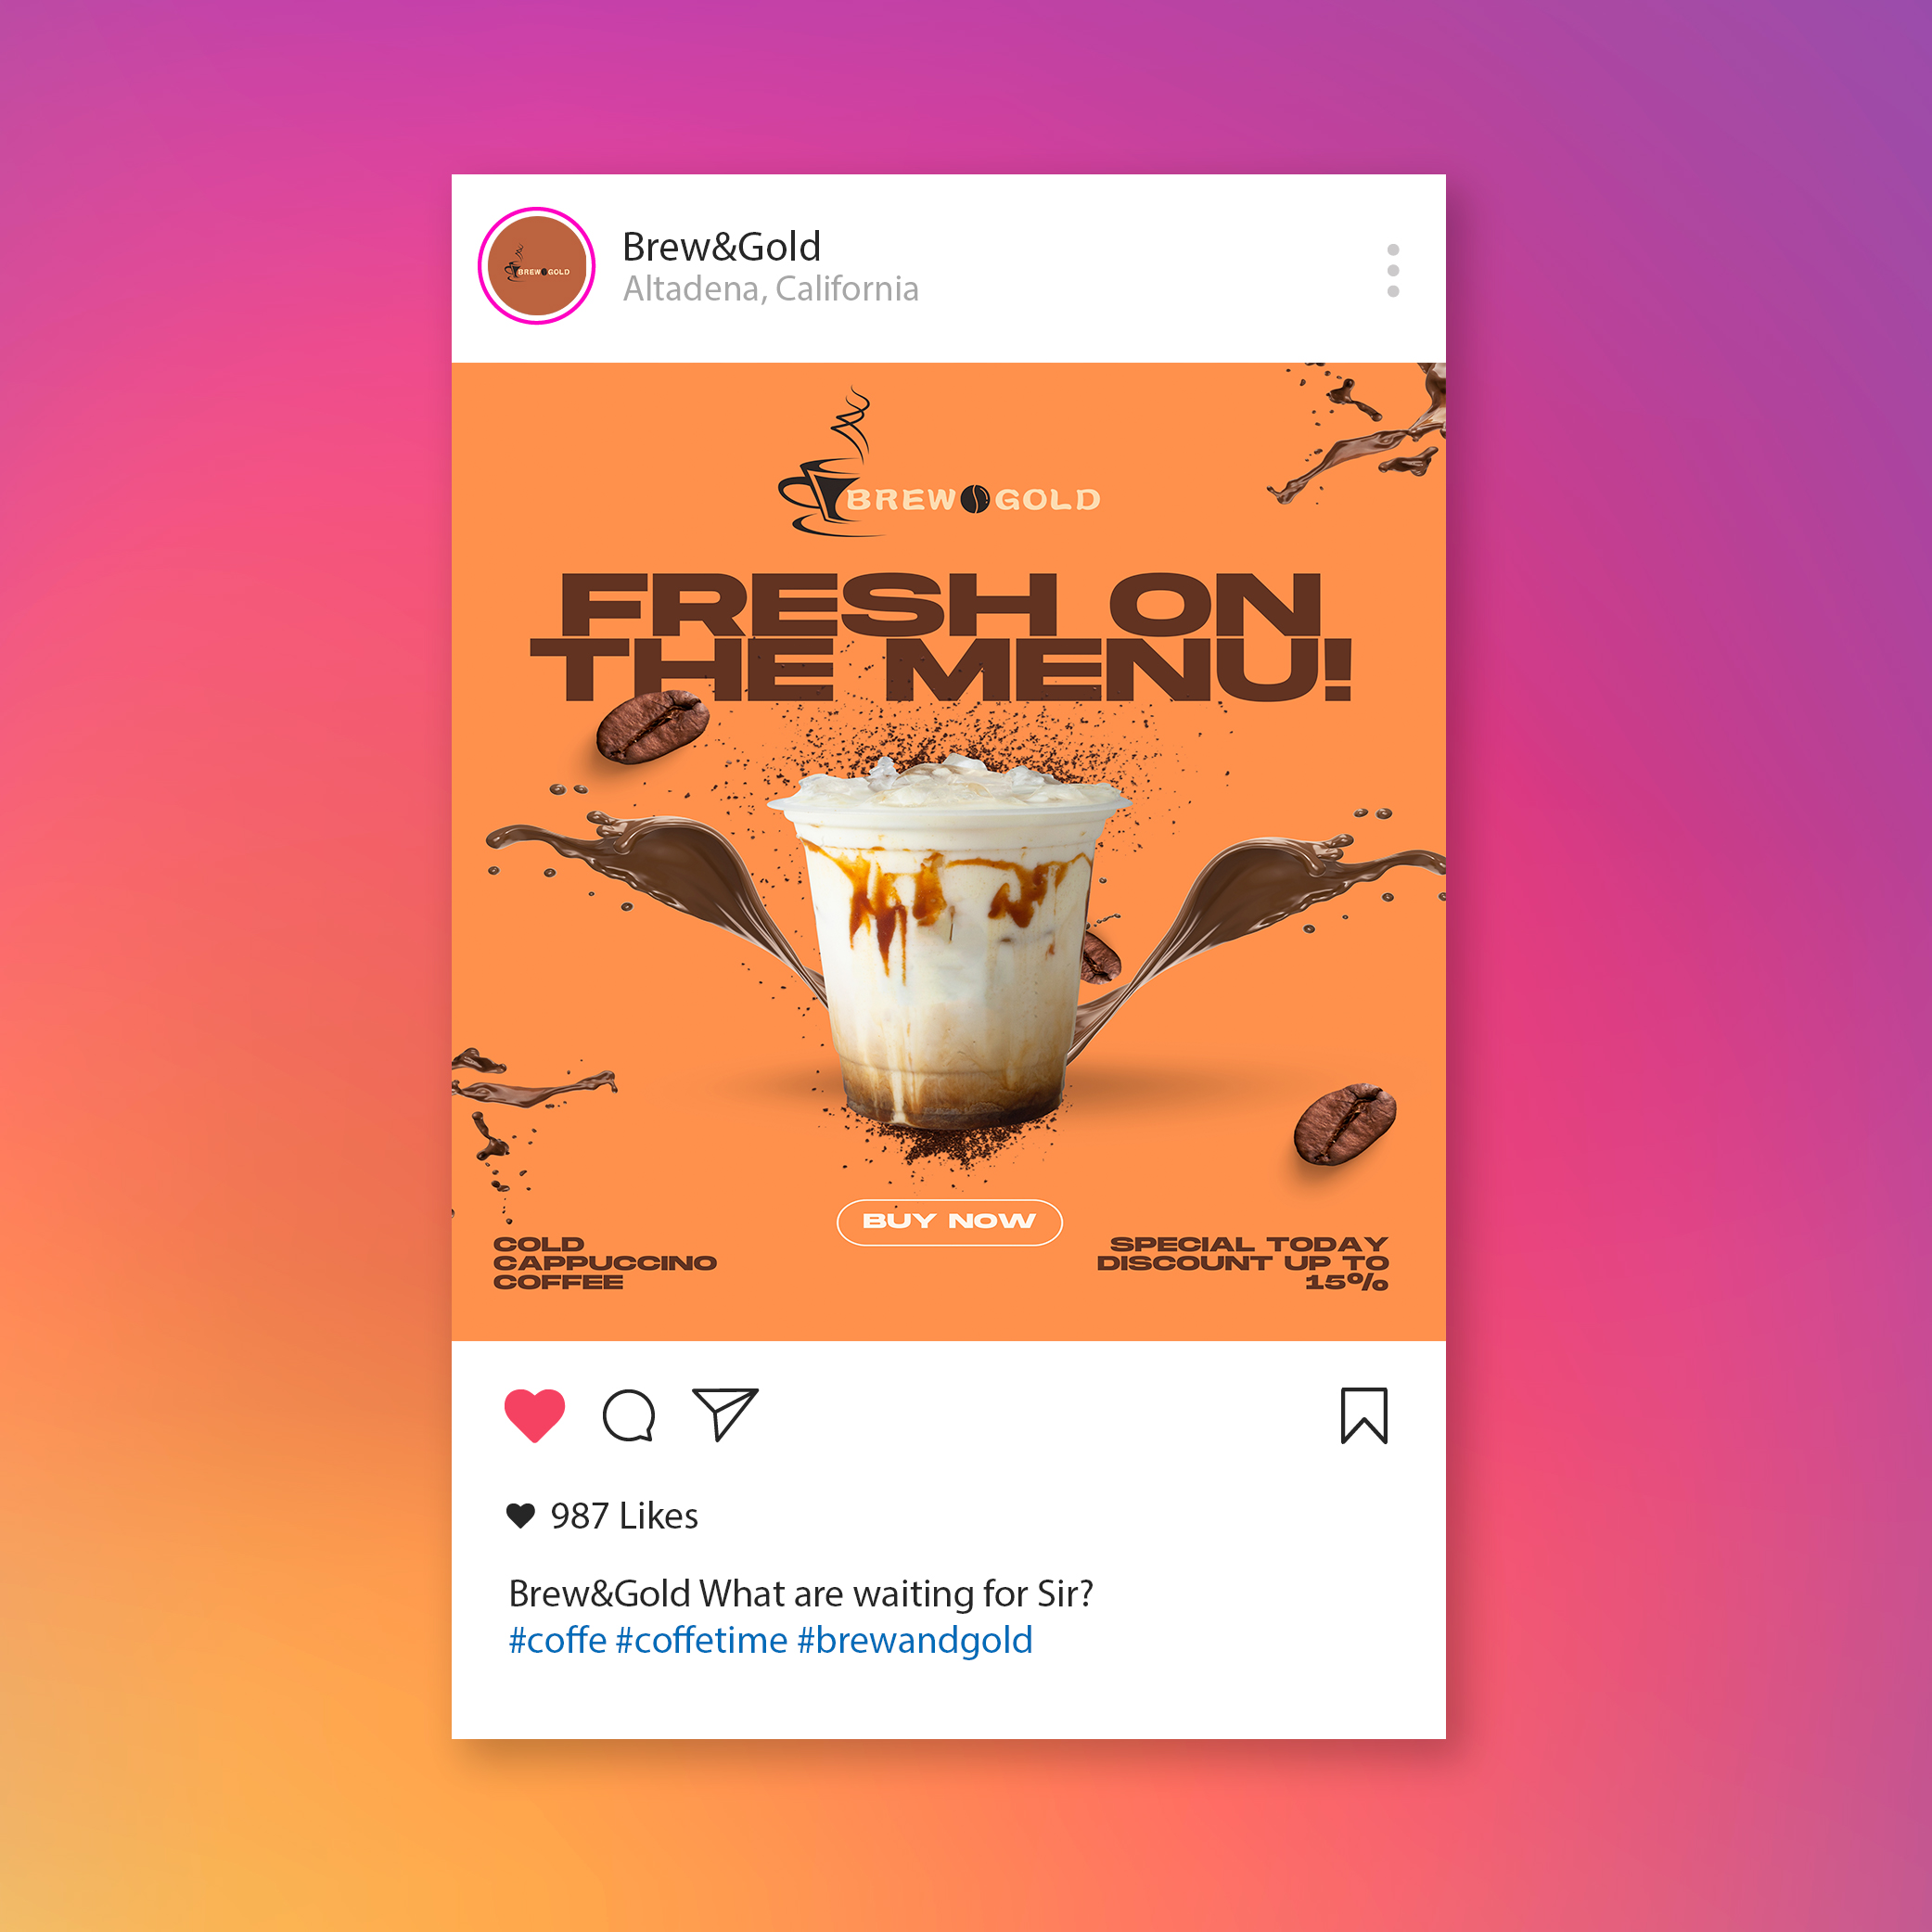 BREW GOLD
Brew&Gold
Altadena, California
BREW GOLD
FRESH ON
THE MENU!
BUY NOW
COLD
CAPPUCCINO
COFFEE
SPECIAL TODAY
DISCOUNT UP TO
15%
987 Likes
Brew&Gold What are waiting for Sir?
#coffe #coffetime #brewandgold